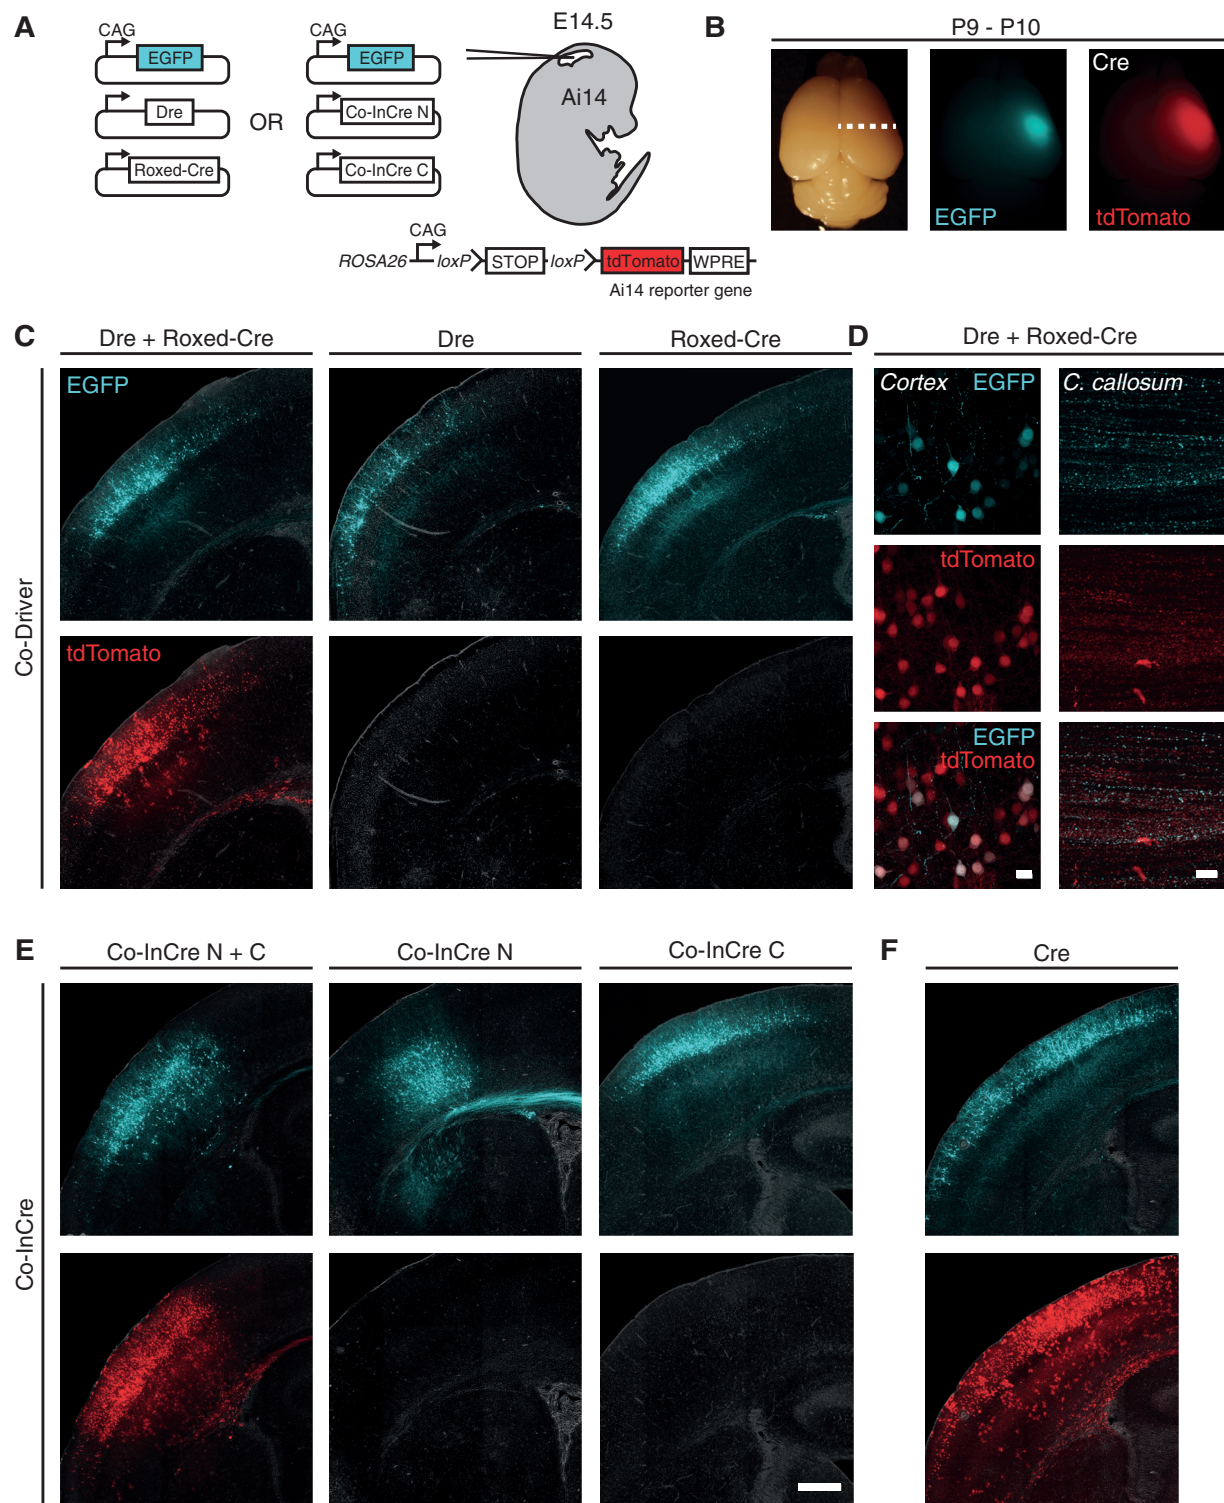 A
CAG
EGFP
Dre
Roxed-Cre
OR
CAG
EGFP
Co-InCre N
Co-InCre C
E14.5
Ai14
CAG
ROSA26
loxP
STOP
loxP
tdTomato
WPRE
Ai14 reporter gene
B
P9 - P10
EGFP
Cre
tdTomato
C
Dre + Roxed-Cre
Dre
Roxed-Cre
Co-Driver
EGFP
tdTomato
D
Dre + Roxed-Cre
Cortex
EGFP
C. callosum
tdTomato
EGFP
tdTomato
E
Co-InCre N + C
Co-InCre N
Co-InCre C
Co-InCre
F
Cre